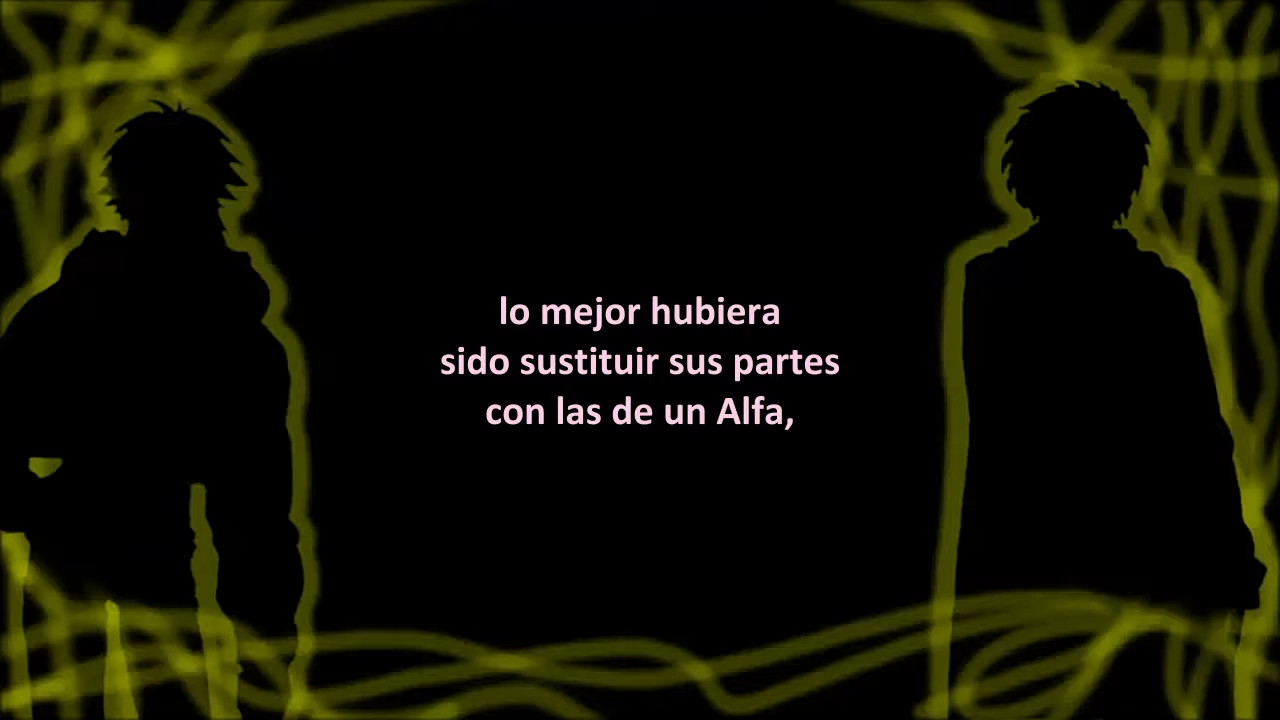 lo mejor hubiera
sido sustituir sus partes
con las de un Alfa,